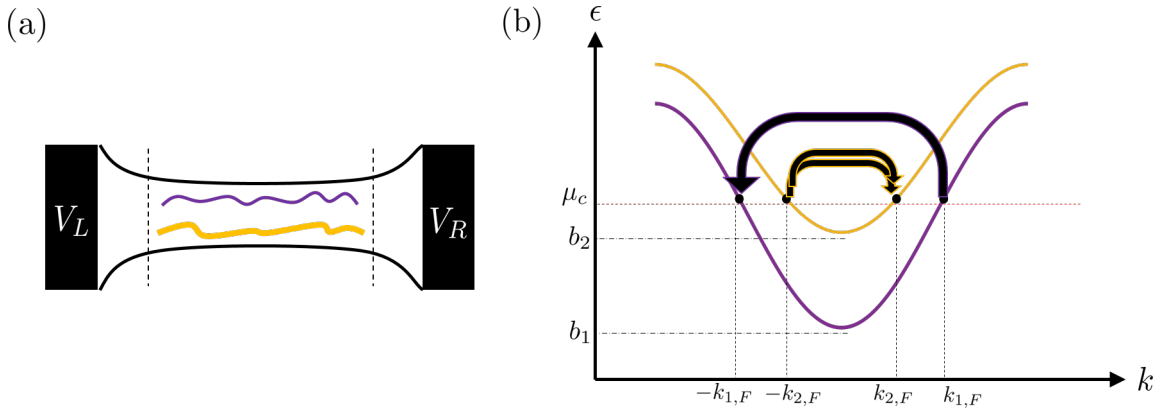 (a)
V_L
V_R
(b)
ϵ
μ_c
b_2
b_1
−k_{1,F}
−k_{2,F}
k_{2,F}
k_{1,F}
k